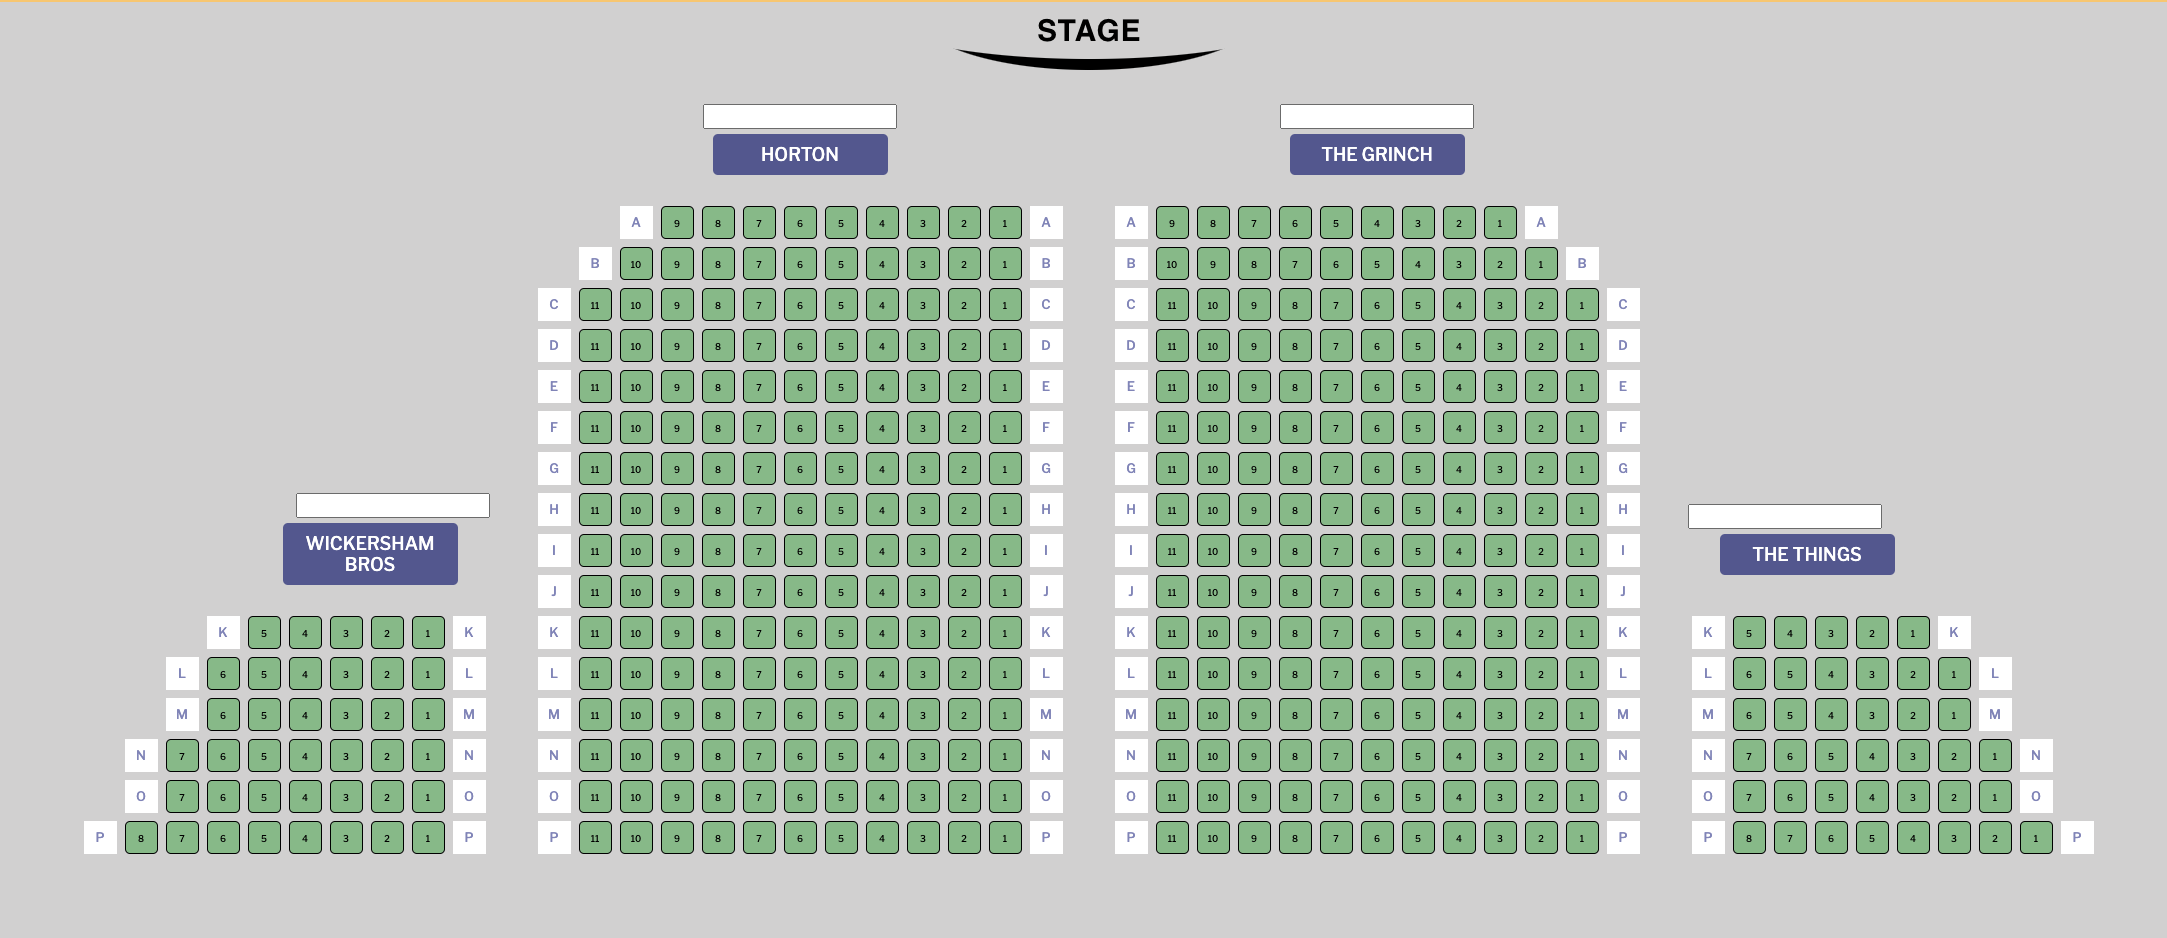 STAGE
HORTON THE GRINCH
A 9 8 7 6 5 4 3 2 1 A A 9 8 7 6 5 4 3 2 1 A
B 10 9 8 7 6 5 4 3 2 1 B B 10 9 8 7 6 5 4 3 2 1 B
C 11 10 9 8 7 6 5 4 3 2 1 C C 11 10 9 8 7 6 5 4 3 2 1 C
D 11 10 9 8 7 6 5 4 3 2 1 D D 11 10 9 8 7 6 5 4 3 2 1 D
E 11 10 9 8 7 6 5 4 3 2 1 E E 11 10 9 8 7 6 5 4 3 2 1 E
F 11 10 9 8 7 6 5 4 3 2 1 F F 11 10 9 8 7 6 5 4 3 2 1 F
G 11 10 9 8 7 6 5 4 3 2 1 G G 11 10 9 8 7 6 5 4 3 2 1 G
H 11 10 9 8 7 6 5 4 3 2 1 H H 11 10 9 8 7 6 5 4 3 2 1 H
WICKERSHAM
BROS
I 11 10 9 8 7 6 5 4 3 2 1 I I 11 10 9 8 7 6 5 4 3 2 1 I
THE THINGS
J 11 10 9 8 7 6 5 4 3 2 1 J J 11 10 9 8 7 6 5 4 3 2 1 J
K 5 4 3 2 1 K K 11 10 9 8 7 6 5 4 3 2 1 K K 11 10 9 8 7 6 5 4 3 2 1 K K 5 4 3 2 1 K
L 6 5 4 3 2 1 L L 11 10 9 8 7 6 5 4 3 2 1 L L 11 10 9 8 7 6 5 4 3 2 1 L L 6 5 4 3 2 1 L
M 6 5 4 3 2 1 M M 11 10 9 8 7 6 5 4 3 2 1 M M 11 10 9 8 7 6 5 4 3 2 1 M M 6 5 4 3 2 1 M
N 7 6 5 4 3 2 1 N N 11 10 9 8 7 6 5 4 3 2 1 N N 11 10 9 8 7 6 5 4 3 2 1 N N 7 6 5 4 3 2 1 N
O 7 6 5 4 3 2 1 O O 11 10 9 8 7 6 5 4 3 2 1 O O 11 10 9 8 7 6 5 4 3 2 1 O O 7 6 5 4 3 2 1 O
P 8 7 6 5 4 3 2 1 P P 11 10 9 8 7 6 5 4 3 2 1 P P 11 10 9 8 7 6 5 4 3 2 1 P P 8 7 6 5 4 3 2 1 P